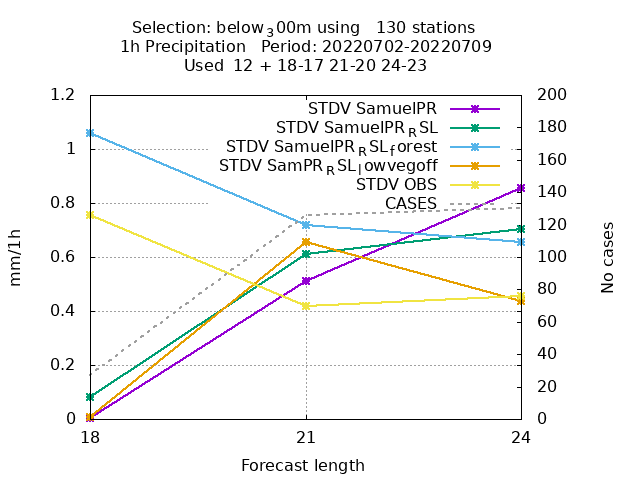 Selection: below₃00m using   130 stations
1h Precipitation   Period: 20220702-20220709
Used  12 + 18-17 21-20 24-23
STDV SamuelPR
STDV SamuelPR_RSL
STDV SamuelPR_RSL_forest
STDV SamPR_RSL_lowvegoff
STDV OBS
CASES
1.2
1
0.8
0.6
0.4
0.2
0
200
180
160
140
120
100
80
60
40
20
0
mm/1h
No cases
18 21 24
Forecast length